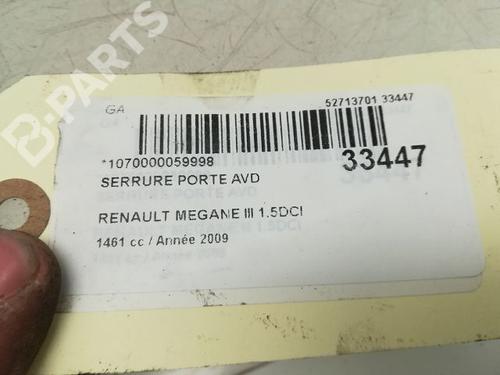 B-PARTS
GA
52713701 33447
*1070000059998
33447
SERRURE PORTE AVD
RENAULT MEGANE III 1.5DCI
1461 cc / Année 2009